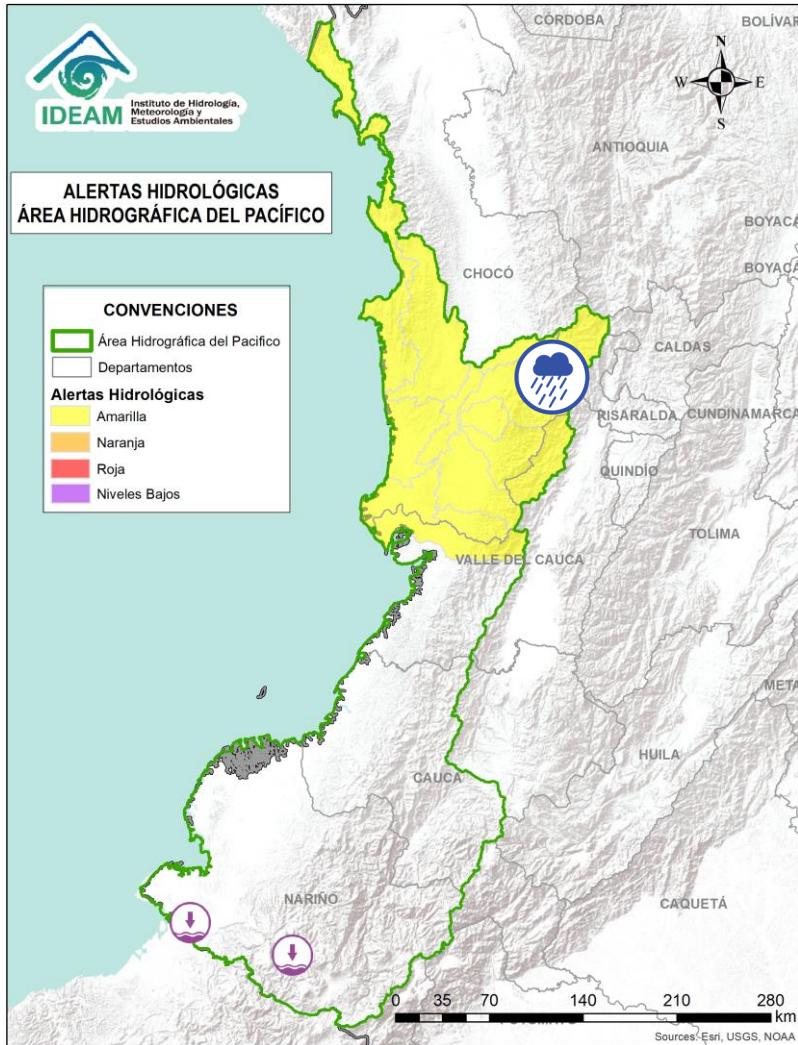 CÓRDOBA
BOLÍVAR
N
W
E
S
IDEAM
Instituto de Hidrología,
Meteorología y
Estudios Ambientales
ANTIOQUIA
ALERTAS HIDROLÓGICAS
ÁREA HIDROGRÁFICA DEL PACÍFICO
BOYACÁ
BOYACÁ
CHOCÓ
CONVENCIONES
Área Hidrográfica del Pacifico
Departamentos
Alertas Hidrológicas
Amarilla
Naranja
Roja
Niveles Bajos
CALDAS
RISARALDA
CUNDINAMARCA
QUINDÍO
TOLIMA
VALLE DEL CAUCA
META
HUILA
CAUCA
NARIÑO
CAQUETÁ
0 35 70 140 210 280
km
Sources: Esri, USGS, NOAA